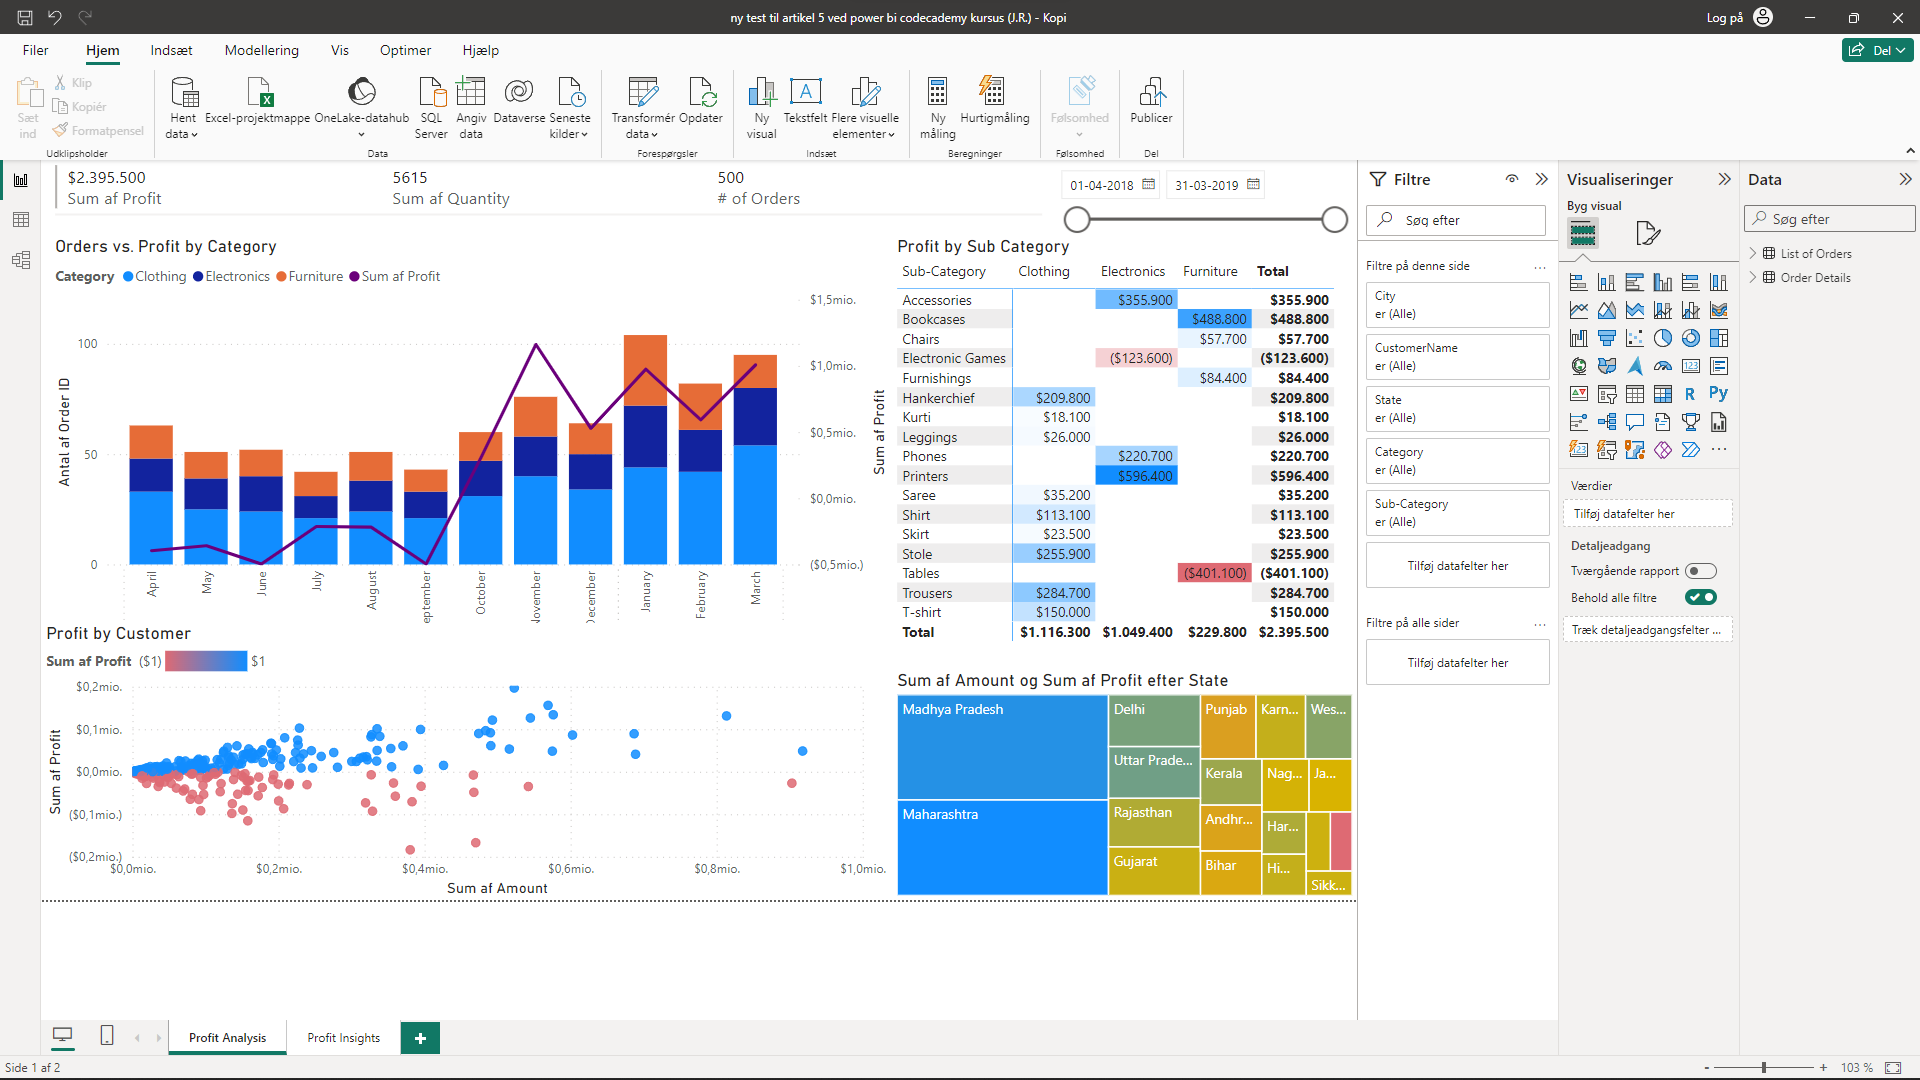 ny test til artikel 5 ved power bi codecademy kursus (J.R.) - Kopi
Log på
Filer Hjem Indsæt Modellering Vis Optimer Hjælp
Del
Sæt ind
Klip
Kopiér
Formatpensel
Udklipsholder
Hent data
Excel-projektmappe
OneLake-datahub
SQL Server
Angiv data
Dataverse
Seneste kilder
Data
Transformér data
Opdater
Forespørgsler
Ny visual
Tekstfelt
Flere visuelle elementer
Indsæt
Ny måling
Hurtigmåling
Beregninger
Følsomhed
Følsomhed
Publicer
Del
$2.395.500
Sum af Profit
5615
Sum af Quantity
500
# of Orders
01-04-2018
31-03-2019
Orders vs. Profit by Category
Category Clothing Electronics Furniture Sum af Profit
Antal af Order ID
100
50
0
$1,5mio.
$1,0mio.
$0,5mio.
$0,0mio.
($0,5mio.)
Sum af Profit
April May June July August eptember October November December January February March
Profit by Sub Category
Sub-Category Clothing Electronics Furniture Total
Accessories $355.900 $355.900
Bookcases $488.800 $488.800
Chairs $57.700 $57.700
Electronic Games ($123.600) ($123.600)
Furnishings $84.400 $84.400
Hankerchief $209.800 $209.800
Kurti $18.100 $18.100
Leggings $26.000 $26.000
Phones $220.700 $220.700
Printers $596.400 $596.400
Saree $35.200 $35.200
Shirt $113.100 $113.100
Skirt $23.500 $23.500
Stole $255.900 $255.900
Tables ($401.100) ($401.100)
Trousers $284.700 $284.700
T-shirt $150.000 $150.000
Total $1.116.300 $1.049.400 $229.800 $2.395.500
Profit by Customer
Sum af Profit ($1) $1
Sum af Profit
$0,2mio.
$0,1mio.
$0,0mio.
($0,1mio.)
($0,2mio.)
$0,0mio. $0,2mio. $0,4mio. $0,6mio. $0,8mio. $1,0mio.
Sum af Amount
Sum af Amount og Sum af Profit efter State
Madhya Pradesh
Maharashtra
Delhi
Uttar Prade...
Rajasthan
Gujarat
Punjab
Karn...
Wes...
Kerala
Nag...
Ja...
Andhr...
Har...
Bihar
Hi...
Sikk...
Filtre
Søg efter
Filtre på denne side ...
City
er (Alle)
CustomerName
er (Alle)
State
er (Alle)
Category
er (Alle)
Sub-Category
er (Alle)
Tilføj datafelter her
Filtre på alle sider ...
Tilføj datafelter her
Visualiseringer
Byg visual
123
R
Py
123
...
Værdier
Tilføj datafelter her
Detaljeadgang
Tværgående rapport
Behold alle filtre
Træk detaljeadgangsfelter ...
Data
Søg efter
List of Orders
Order Details
Profit Analysis
Profit Insights
+
Side 1 af 2
- + 103 %